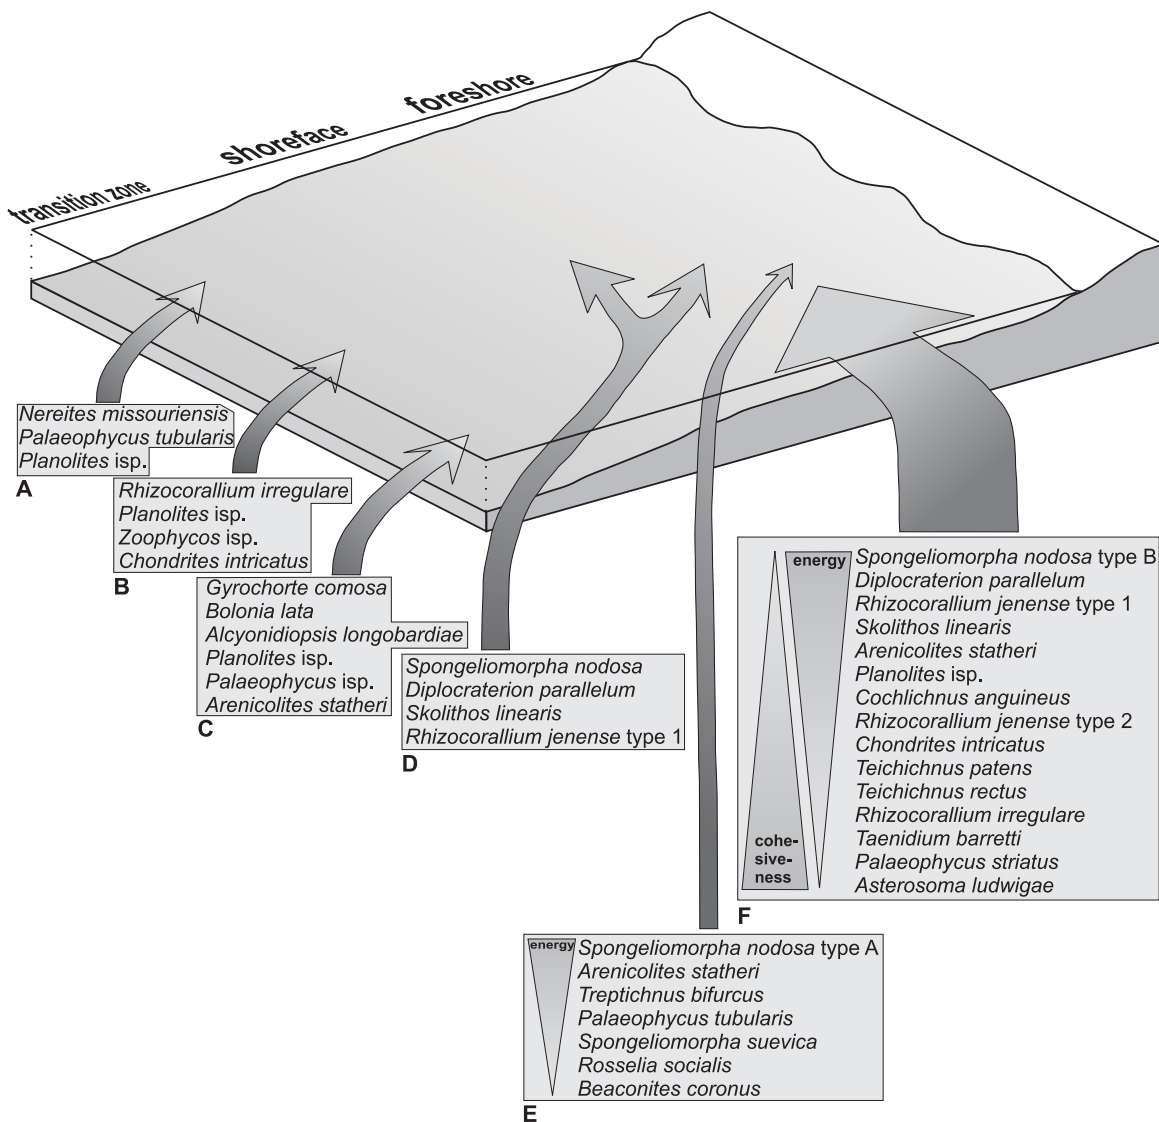 foreshore
shoreface
transition zone
Nereites missouriensis
Palaeophycus tubularis
Planolites isp.
A
Rhizocorallium irregulare
Planolites isp.
Zoophycos isp.
Chondrites intricatus
B
Gyrochorte comosa
Bolonia lata
Alcyonidiopsis longobardiae
Planolites isp.
Palaeophycus isp.
Arenicolites statheri
C
Spongeliomorpha nodosa
Diplocraterion parallelum
Skolithos linearis
Rhizocorallium jenense type 1
D
energy
Spongeliomorpha nodosa type A
Arenicolites statheri
Treptichnus bifurcus
Palaeophycus tubularis
Spongeliomorpha suevica
Rosselia socialis
Beaconites coronus
E
energy
cohe-
sive-
ness
Spongeliomorpha nodosa type B
Diplocraterion parallelum
Rhizocorallium jenense type 1
Skolithos linearis
Arenicolites statheri
Planolites isp.
Cochlichnus anguineus
Rhizocorallium jenense type 2
Chondrites intricatus
Teichichnus patens
Teichichnus rectus
Rhizocorallium irregulare
Taenidium barretti
Palaeophycus striatus
Asterosoma ludwigae
F